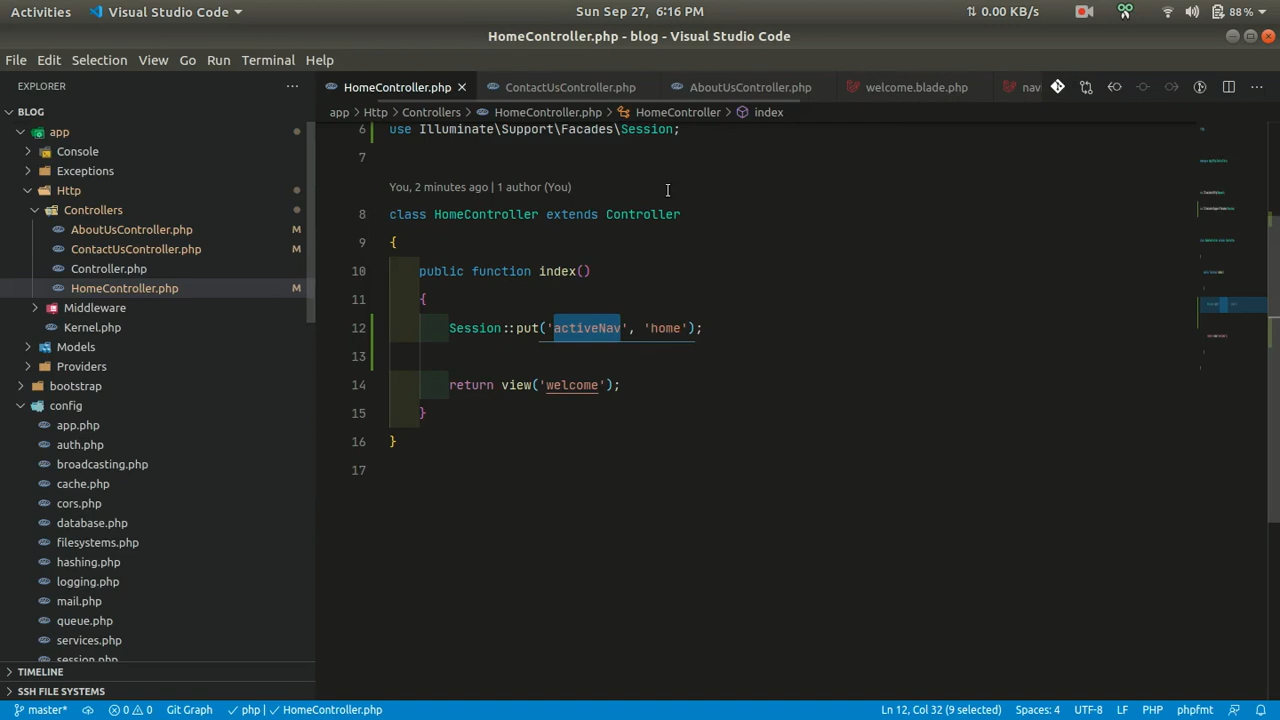 Activities Visual Studio Code Sun Sep 27, 6:16 PM 0.00 KB/s 88 %
HomeController.php - blog - Visual Studio Code
File Edit Selection View Go Run Terminal Help
EXPLORER
HomeController.php ContactUsController.php AboutUsController.php welcome.blade.php nav
app > Http > Controllers > HomeController.php > HomeController > index
BLOG
app
Console
Exceptions
Http
Controllers
AboutUsController.php M
ContactUsController.php M
Controller.php
HomeController.php M
Middleware
Kernel.php
Models
Providers
bootstrap
config
app.php
auth.php
broadcasting.php
cache.php
cors.php
database.php
filesystems.php
hashing.php
logging.php
mail.php
queue.php
services.php
session.php
TIMELINE
SSH FILE SYSTEMS
6 use Illuminate\Support\Facades\Session;
7
You, 2 minutes ago | 1 author (You)
8 class HomeController extends Controller
9 {
10 public function index()
11 {
12 Session::put('activeNav', 'home');
13
14 return view('welcome');
15 }
16 }
17
master* 0 0 Git Graph php | HomeController.php Ln 12, Col 32 (9 selected) Spaces: 4 UTF-8 LF PHP phpfmt